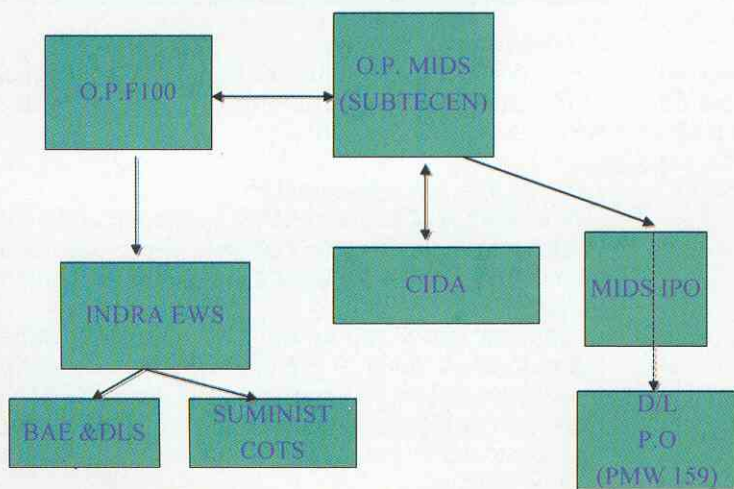 O.P.F100
O.P. MIDS
(SUBTECEN)
INDRA EWS
CIDA
MIDS IPO
BAE &DLS
SUMINIST
COTS
D/L
P.O
(PMW 159)